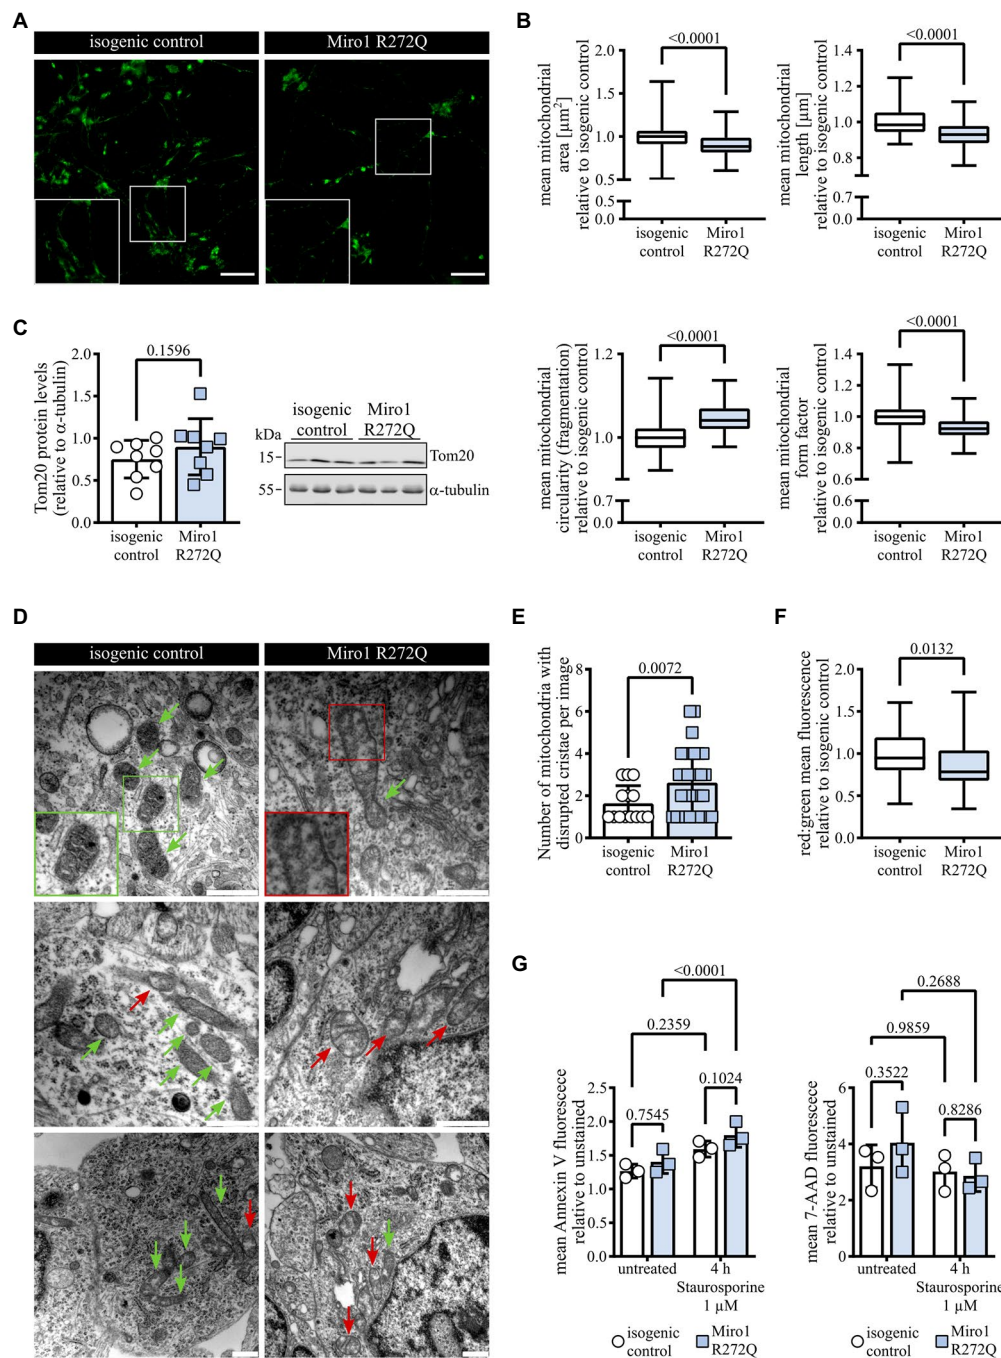 A
isogenic control
Miro1 R272Q
B
mean mitochondrial
area [µm²]
relative to isogenic control
2.0
1.5
1.0
0.5
0.5
0.0
<0.0001
isogenic
control
Miro1
R272Q
mean mitochondrial
length [µm]
relative to isogenic control
1.4
1.2
1.0
0.8
0.7
0.0
<0.0001
isogenic
control
Miro1
R272Q
mean mitochondrial
circularity (fragmentation)
relative to isogenic control
1.2
1.0
0.7
0.0
<0.0001
isogenic
control
Miro1
R272Q
mean mitochondrial
form factor
relative to isogenic control
1.4
1.2
1.0
0.8
0.6
0.6
0.0
<0.0001
isogenic
control
Miro1
R272Q
C
Tom20 protein levels
(relative to α-tubulin)
2.0
1.5
1.0
0.5
0.0
0.1596
isogenic
control
Miro1
R272Q
kDa
isogenic
control
Miro1
R272Q
15
Tom20
55
α-tubulin
D
isogenic control
Miro1 R272Q
E
Number of mitochondria with
disrupted cristae per image
8
6
4
2
0
0.0072
isogenic
control
Miro1
R272Q
F
red:green mean fluorescence
relative to isogenic control
2.0
1.5
1.0
0.5
0.0
0.0132
isogenic
control
Miro1
R272Q
G
mean Annexin V fluorescece
relative to unstained
2.5
2.0
1.5
1.0
0.5
0.0
<0.0001
0.2359
0.1024
0.7545
untreated
4 h
Staurosporine
1 µM
isogenic
control
Miro1
R272Q
mean 7-AAD fluorescece
relative to unstained
6
4
2
0
0.2688
0.9859
0.3522
0.8286
untreated
4 h
Staurosporine
1 µM
isogenic
control
Miro1
R272Q